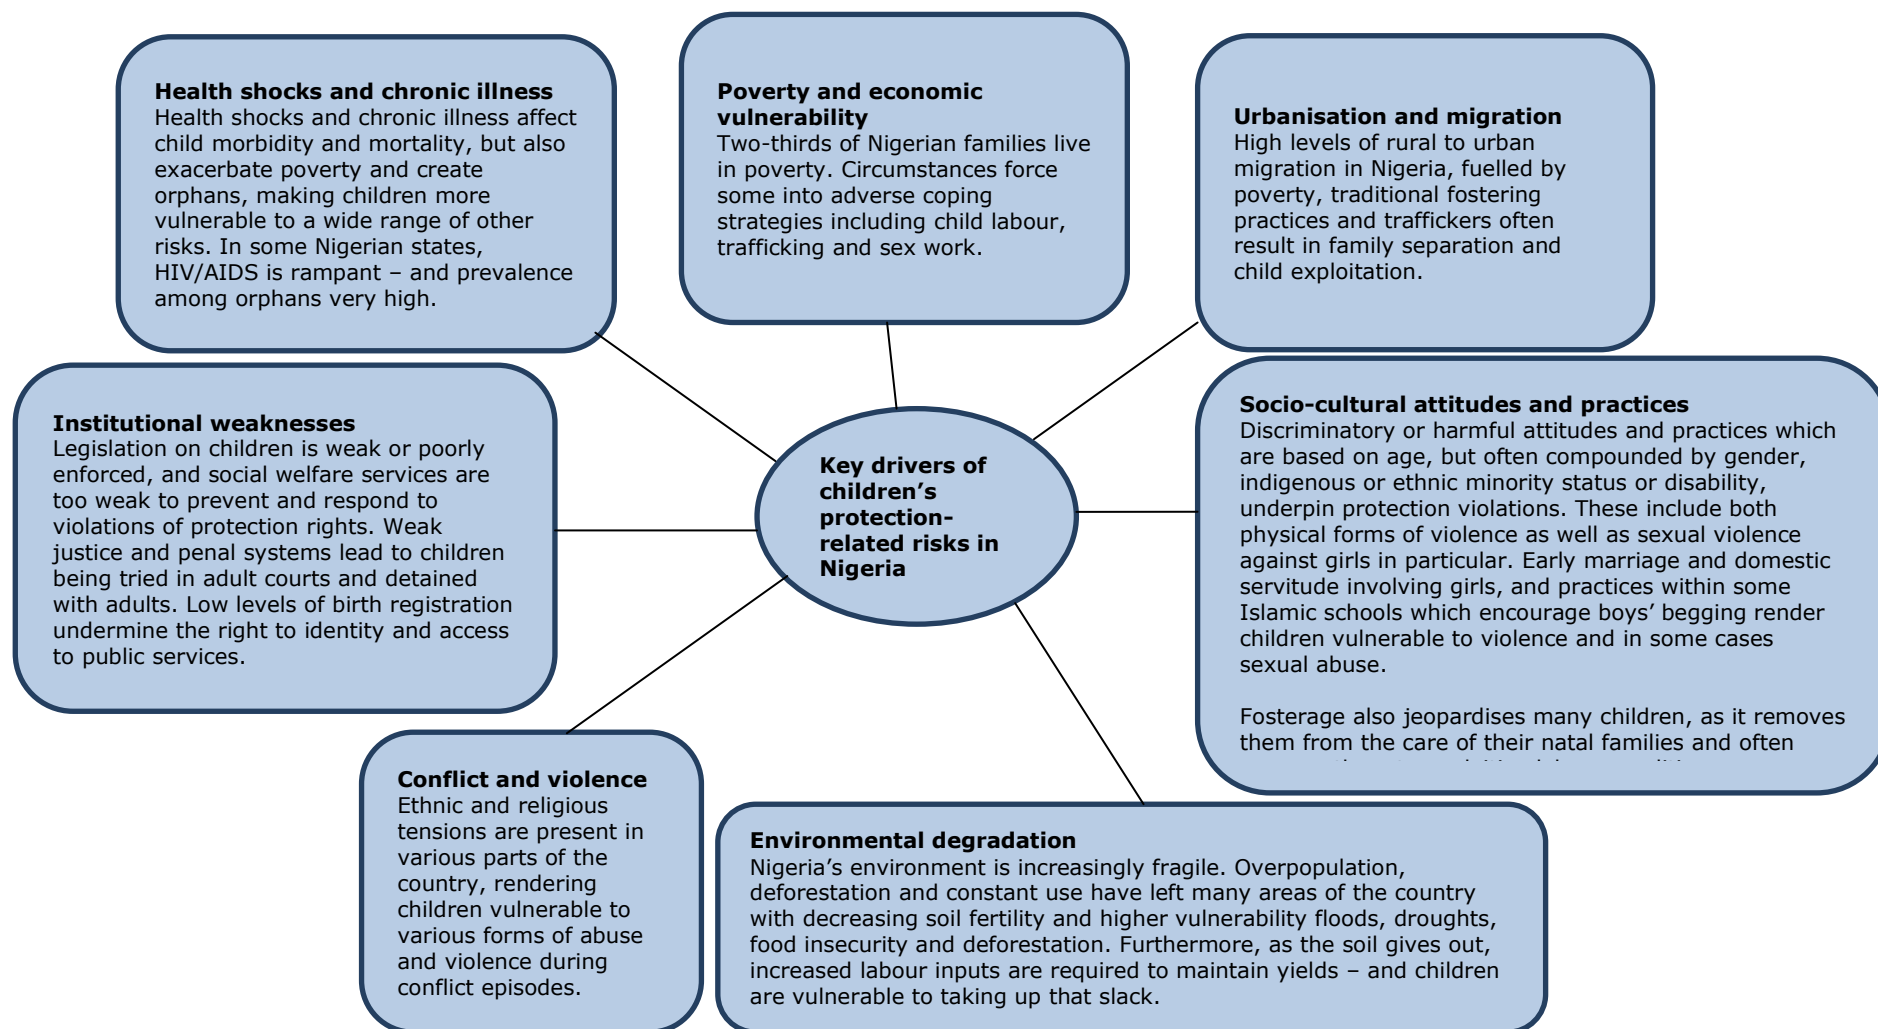 Health shocks and chronic illness
Health shocks and chronic illness affect
child morbidity and mortality, but also
exacerbate poverty and create
orphans, making children more
vulnerable to a wide range of other
risks. In some Nigerian states,
HIV/AIDS is rampant – and prevalence
among orphans very high.
Poverty and economic
vulnerability
Two-thirds of Nigerian families live
in poverty. Circumstances force
some into adverse coping
strategies including child labour,
trafficking and sex work.
Urbanisation and migration
High levels of rural to urban
migration in Nigeria, fuelled by
poverty, traditional fostering
practices and traffickers often
result in family separation and
child exploitation.
Institutional weaknesses
Legislation on children is weak or poorly
enforced, and social welfare services are
too weak to prevent and respond to
violations of protection rights. Weak
justice and penal systems lead to children
being tried in adult courts and detained
with adults. Low levels of birth registration
undermine the right to identity and access
to public services.
Key drivers of
children’s
protection-
related risks in
Nigeria
Socio-cultural attitudes and practices
Discriminatory or harmful attitudes and practices which
are based on age, but often compounded by gender,
indigenous or ethnic minority status or disability,
underpin protection violations. These include both
physical forms of violence as well as sexual violence
against girls in particular. Early marriage and domestic
servitude involving girls, and practices within some
Islamic schools which encourage boys’ begging render
children vulnerable to violence and in some cases
sexual abuse.
Fosterage also jeopardises many children, as it removes
them from the care of their natal families and often
Conflict and violence
Ethnic and religious
tensions are present in
various parts of the
country, rendering
children vulnerable to
various forms of abuse
and violence during
conflict episodes.
Environmental degradation
Nigeria’s environment is increasingly fragile. Overpopulation,
deforestation and constant use have left many areas of the country
with decreasing soil fertility and higher vulnerability floods, droughts,
food insecurity and deforestation. Furthermore, as the soil gives out,
increased labour inputs are required to maintain yields – and children
are vulnerable to taking up that slack.